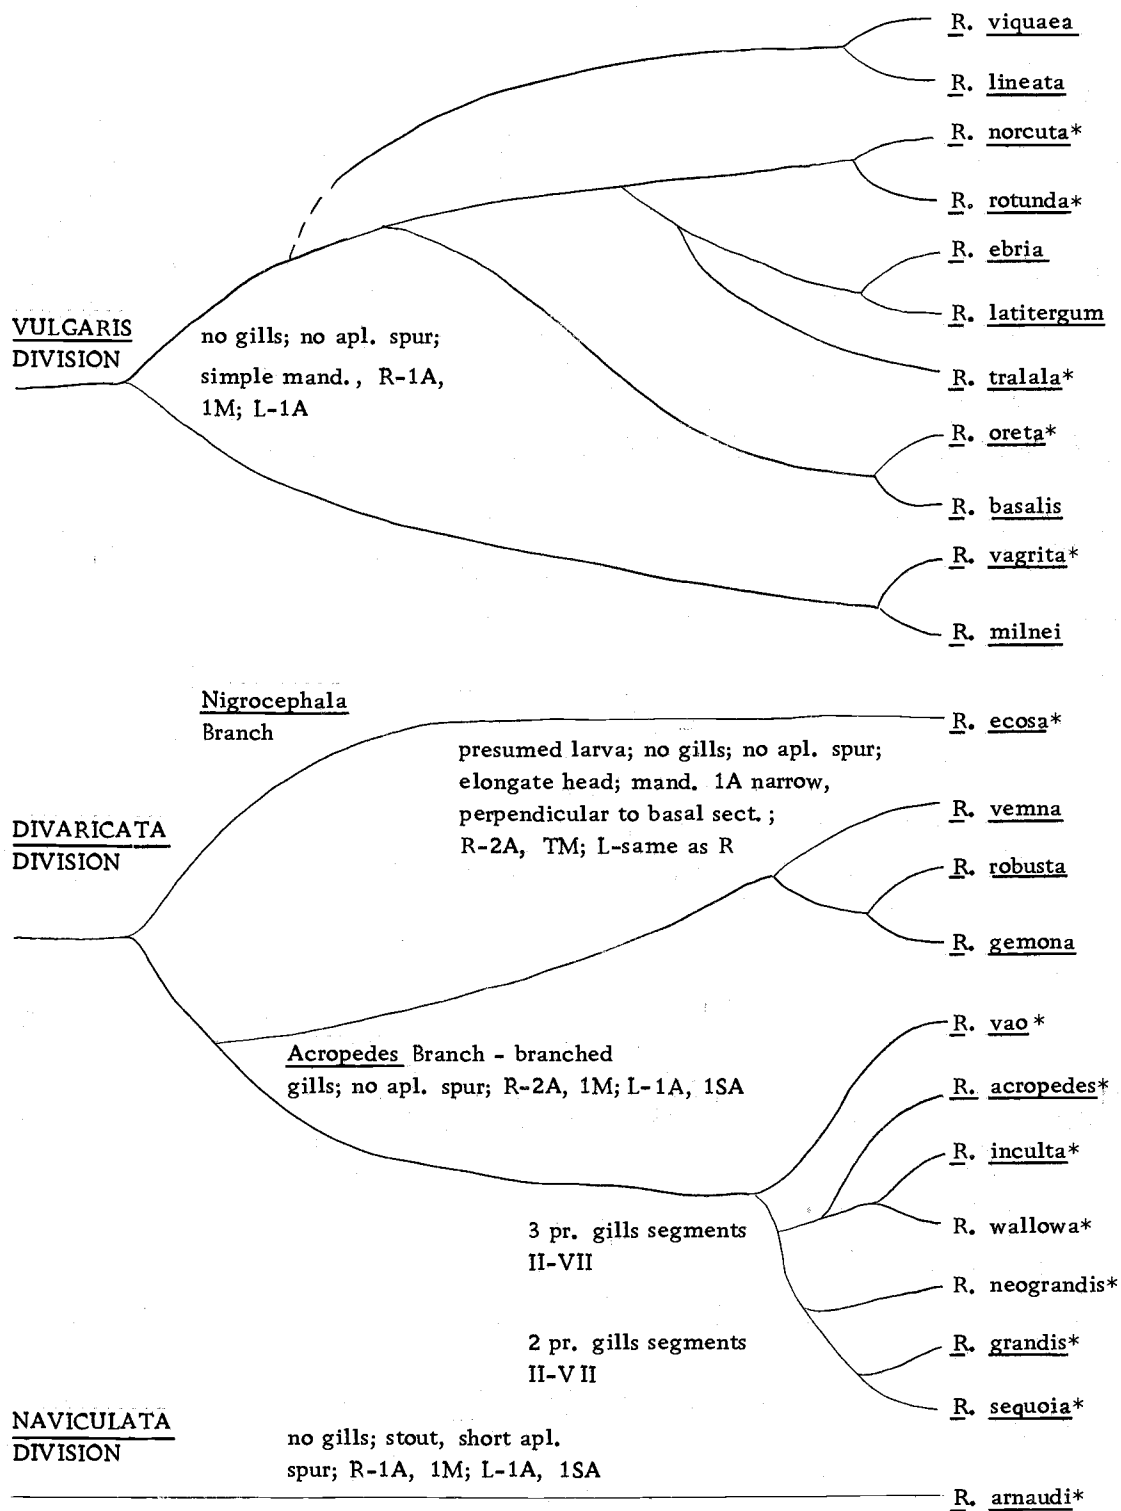 R. viquaea
R. lineata
R. norcuta*
R. rotunda*
R. ebria
R. latitergum
R. tralala*
R. oreta*
R. basalis
R. vagrita*
R. milnei
VULGARIS
DIVISION
no gills; no apl. spur;
simple mand., R-1A,
1M; L-1A
Nigrocephala
Branch
R. ecosa*
presumed larva; no gills; no apl. spur;
elongate head; mand. 1A narrow,
perpendicular to basal sect.;
R-2A, TM; L-same as R
DIVARICATA
DIVISION
R. vemna
R. robusta
R. gemona
Acropedes Branch - branched
gills; no apl. spur; R-2A, 1M; L-1A, 1SA
R. vao*
R. acropedes*
R. inculta*
R. wallowa*
R. neograndis*
R. grandis*
R. sequoia*
3 pr. gills segments
II-VII
2 pr. gills segments
II-VII
NAVICULATA
DIVISION
no gills; stout, short apl.
spur; R-1A, 1M; L-1A, 1SA
R. arnaudi*